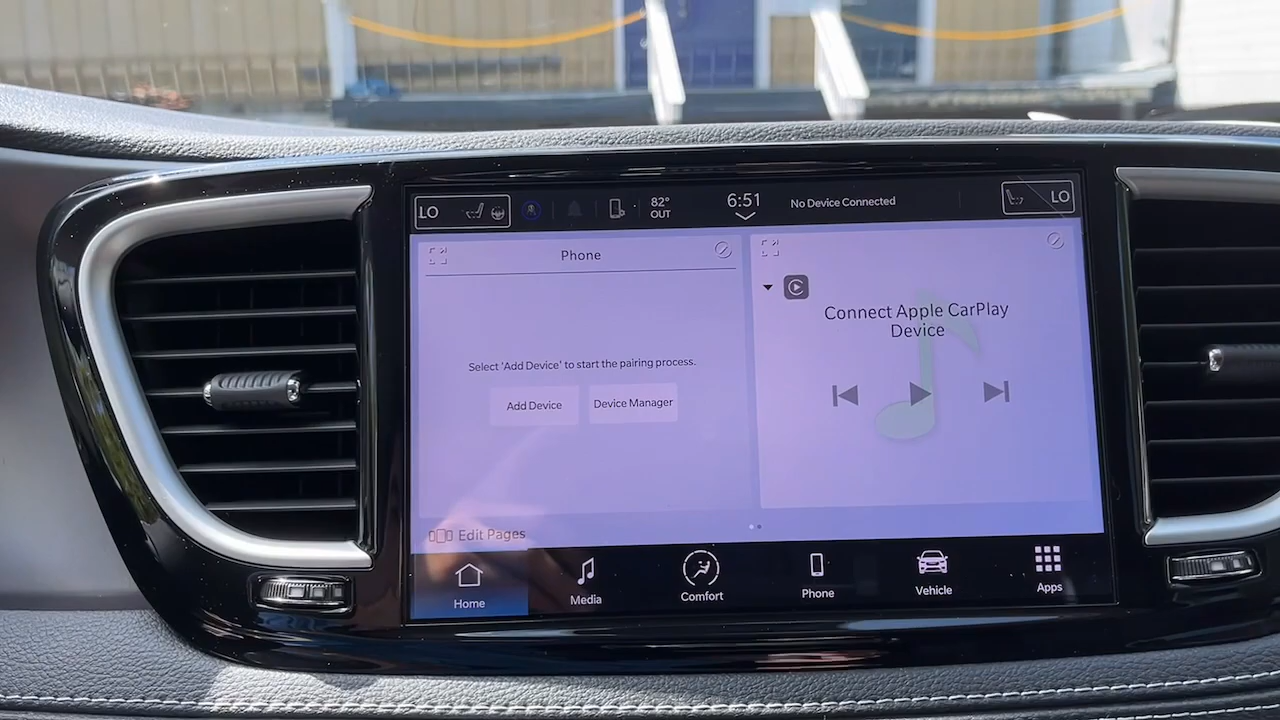 LO
82°
OUT
6:51
No Device Connected
LO
Phone
Select 'Add Device' to start the pairing process.
Add Device
Device Manager
Connect Apple CarPlay
Device
Edit Pages
Home
Media
Comfort
Phone
Vehicle
Apps